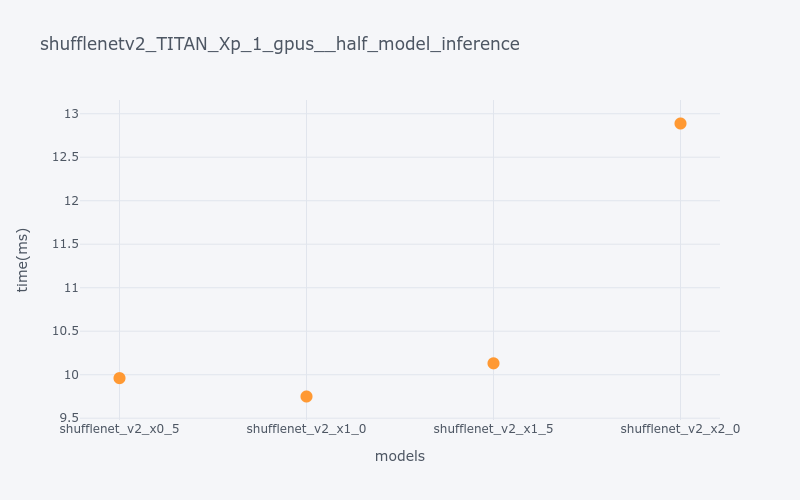 shufflenetv2_TITAN_Xp_1_gpus__half_model_inference
13
12.5
12
11.5
11
10.5
10
9.5
time(ms)
shufflenet_v2_x0_5 shufflenet_v2_x1_0 shufflenet_v2_x1_5 shufflenet_v2_x2_0
models